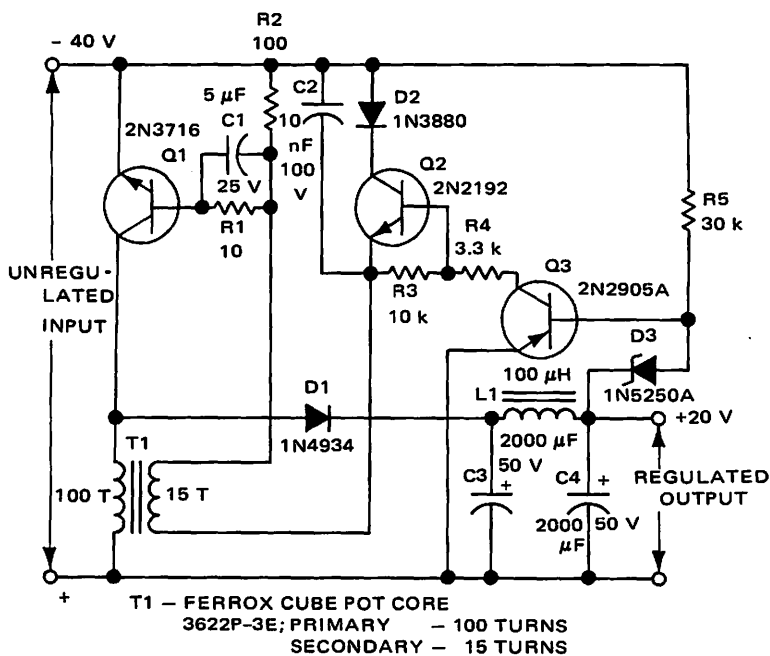 R2
100
- 40 V
5 µF
C1
25 V
10
nF
100
V
C2
D2
1N3880
2N3716
Q1
Q2
2N2192
R1
10
R4
3.3 k
R5
30 k
UNREGU-
LATED
INPUT
R3
10 k
Q3
2N2905A
D3
1N5250A
100 µH
L1
D1
1N4934
+20 V
T1
100 T
15 T
2000 µF
50 V
C3
+
C4
+
2000
µF
50 V
REGULATED
OUTPUT
+
T1 – FERROX CUBE POT CORE
3622P-3E; PRIMARY – 100 TURNS
SECONDARY – 15 TURNS